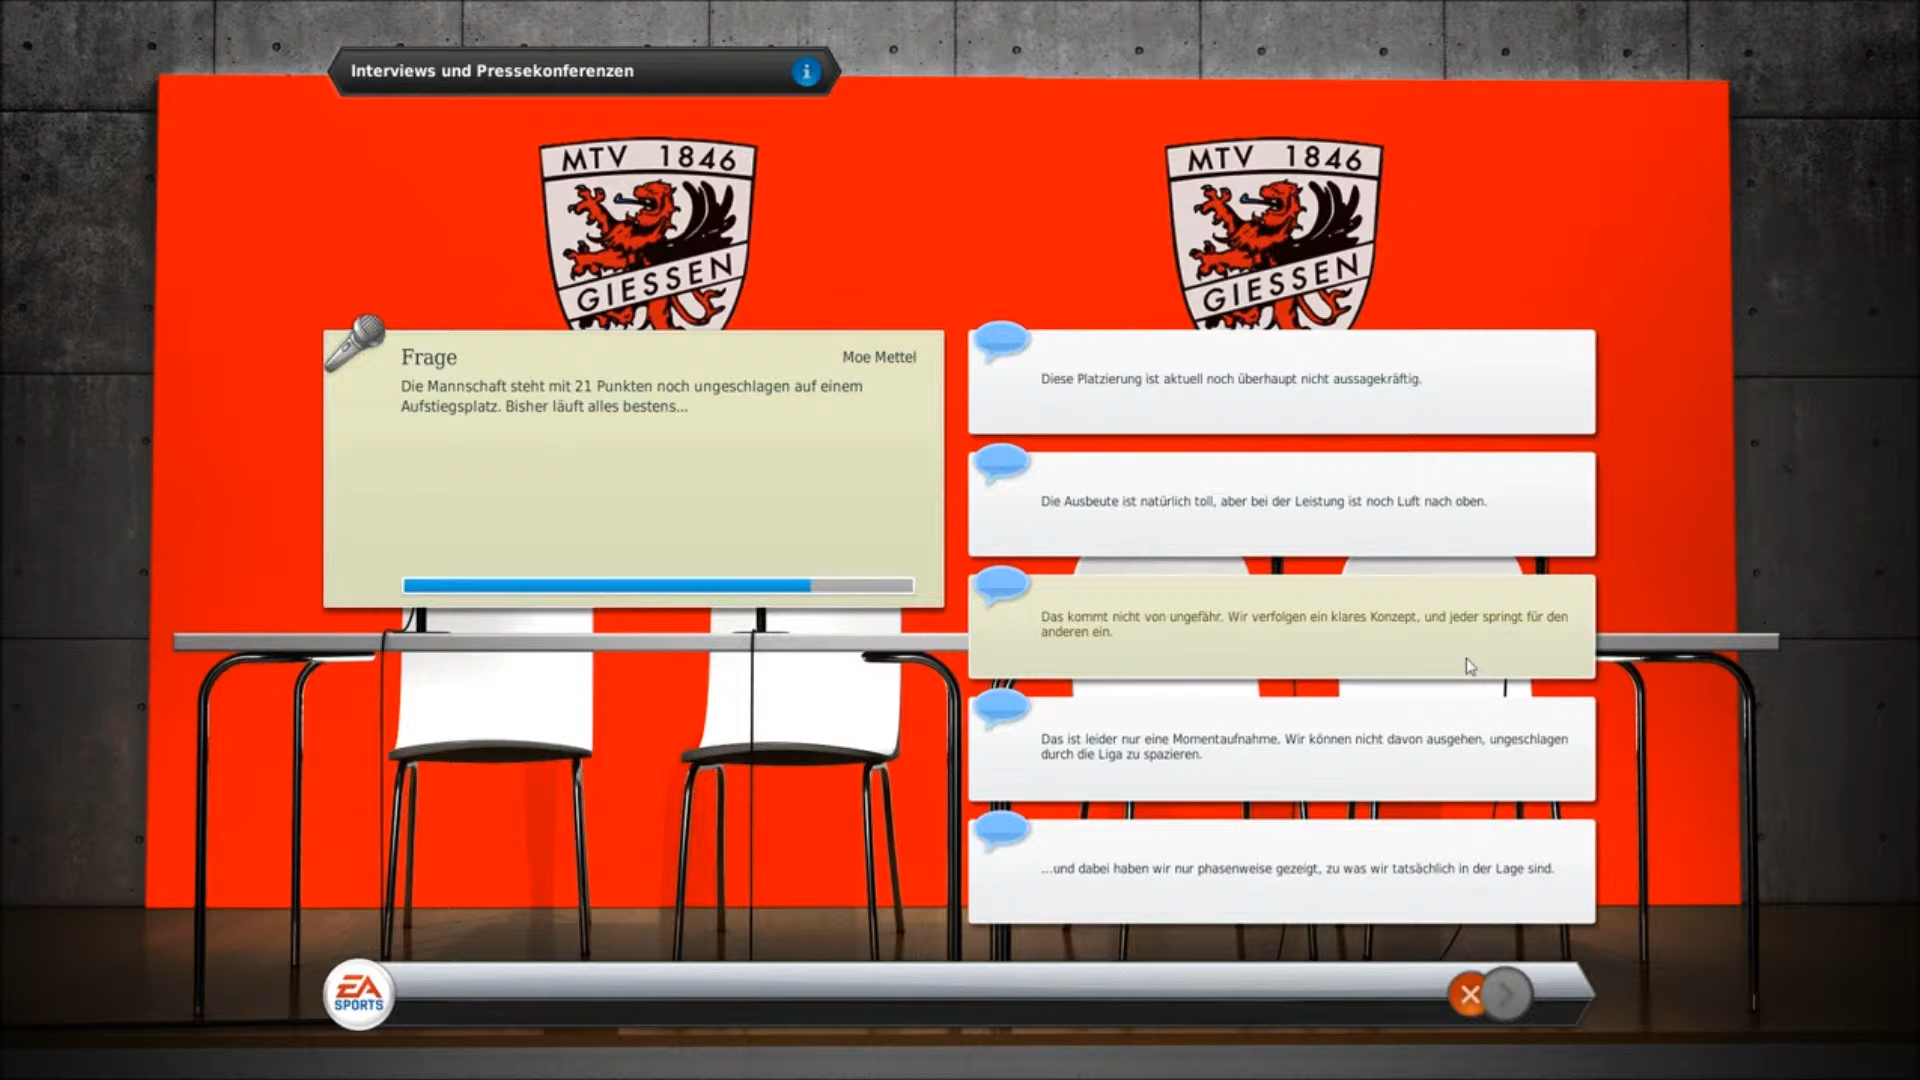 Interviews und Pressekonferenzen
MTV 1846
GIESSEN
MTV 1846
GIESSEN
Frage
Moe Mettel
Die Mannschaft steht mit 21 Punkten noch ungeschlagen auf einem
Aufstiegsplatz. Bisher läuft alles bestens...
Diese Platzierung ist aktuell noch überhaupt nicht aussagekräftig.
Die Ausbeute ist natürlich toll, aber bei der Leistung ist noch Luft nach oben.
Das kommt nicht von ungefähr. Wir verfolgen ein klares Konzept, und jeder springt für den
anderen ein.
Das ist leider nur eine Momentaufnahme. Wir können nicht davon ausgehen, ungeschlagen
durch die Liga zu spazieren.
...und dabei haben wir nur phasenweise gezeigt, zu was wir tatsächlich in der Lage sind.
EA
SPORTS